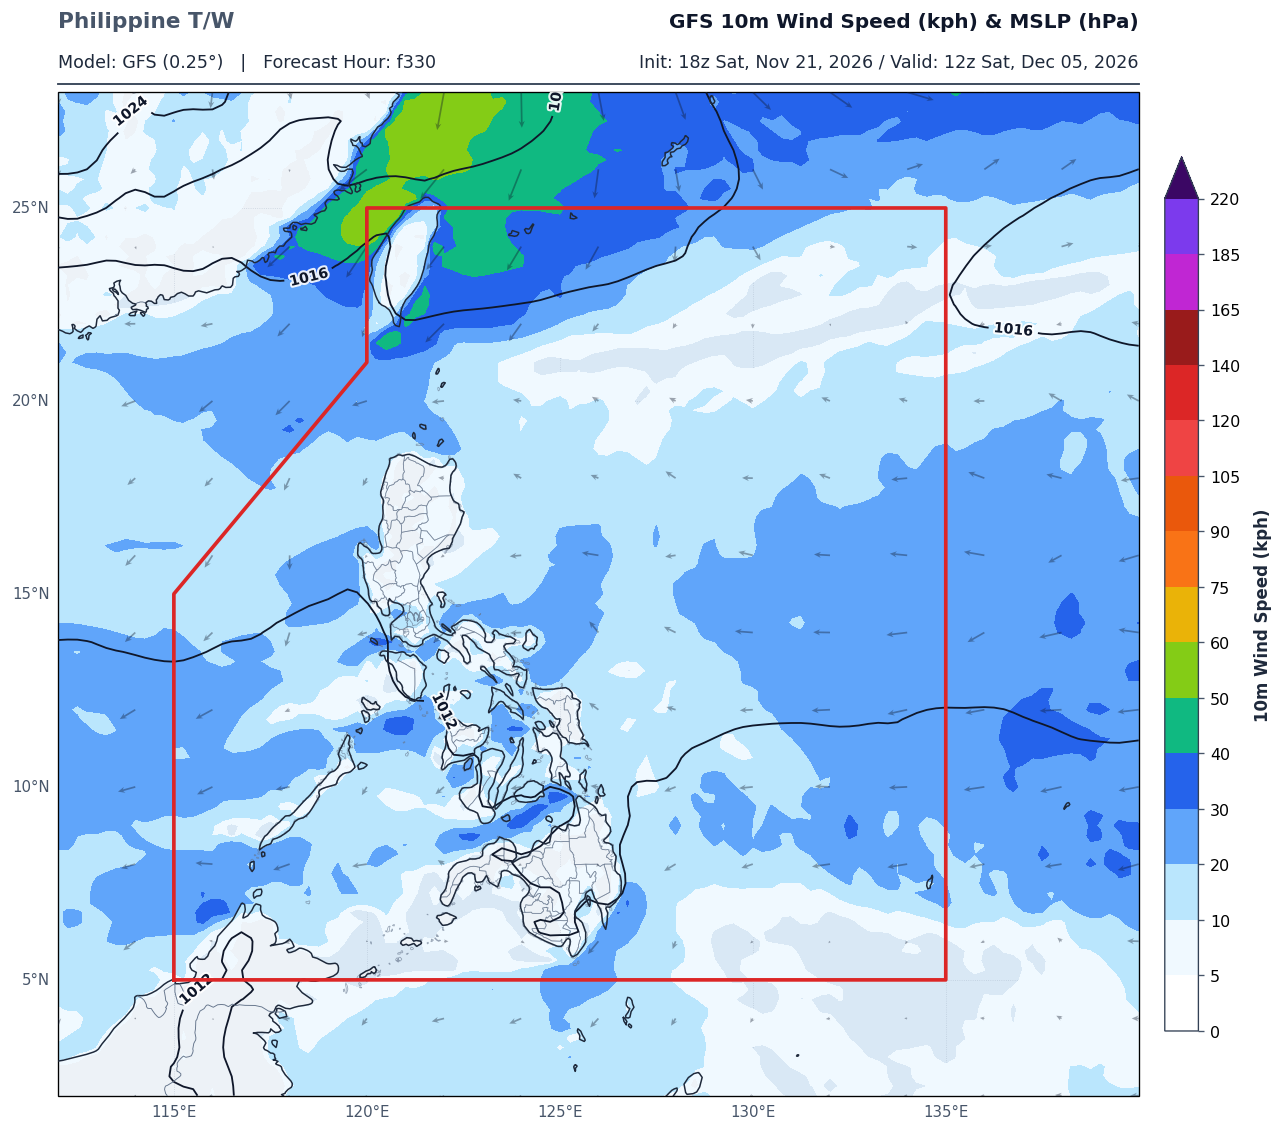 Philippine T/W
GFS 10m Wind Speed (kph) & MSLP (hPa)
Model: GFS (0.25°)   |   Forecast Hour: f330
Init: 18z Sat, Nov 21, 2026 / Valid: 12z Sat, Dec 05, 2026
1024
10
25°N
1016
1016
20°N
15°N
1012
10°N
5°N
1012
115°E
120°E
125°E
130°E
135°E
220
185
165
140
120
105
90
75
60
50
40
30
20
10
5
0
10m Wind Speed (kph)